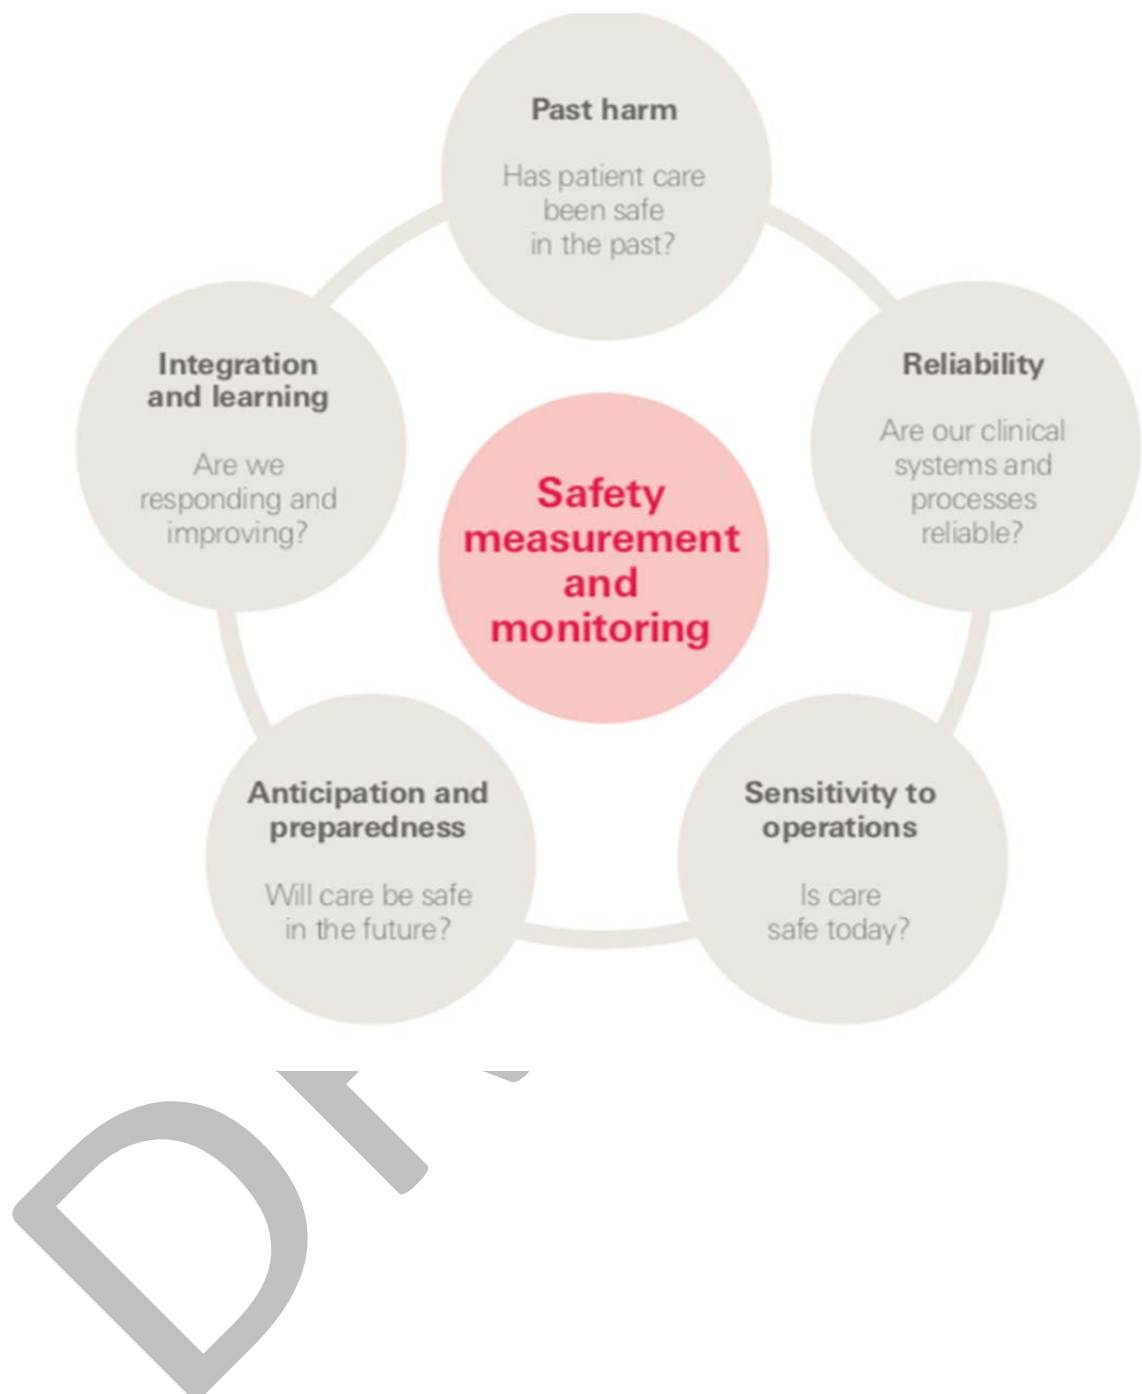 Past harm
Has patient care
been safe
in the past?
Integration
and learning
Are we
responding and
improving?
Reliability
Are our clinical
systems and
processes
reliable?
Safety
measurement
and
monitoring
Anticipation and
preparedness
Will care be safe
in the future?
Sensitivity to
operations
Is care
safe today?
D